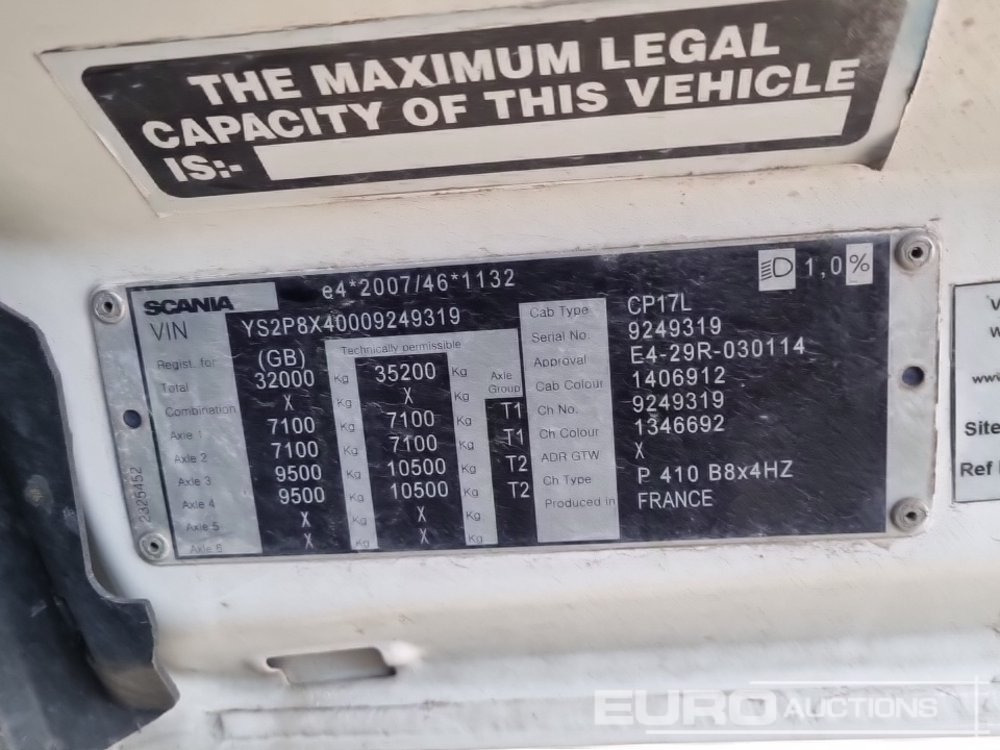 THE MAXIMUM LEGAL
CAPACITY OF THIS VEHICLE
IS:-
SCANIA e4*2007/46*1132 1,0%
VIN YS2P8X40009249319
Regist. for (GB) Technically permissible
Total 32000 Kg 35200 Kg Axle Group
Combination X Kg X Kg
Axle 1 7100 Kg 7100 Kg T1
Axle 2 7100 Kg 7100 Kg T1
Axle 3 9500 Kg 10500 Kg T2
Axle 4 9500 Kg 10500 Kg T2
Axle 5 X Kg X Kg
Axle 6 X X Kg
2325452
Cab Type CP17L
Serial No. 9249319
Approval E4-29R-030114
Cab Colour 1406912
Ch No. 9249319
Ch Colour 1346692
ADR GTW X
Ch Type P 410 B8x4HZ
Produced in FRANCE
www
Site
Ref
EURO AUCTIONS